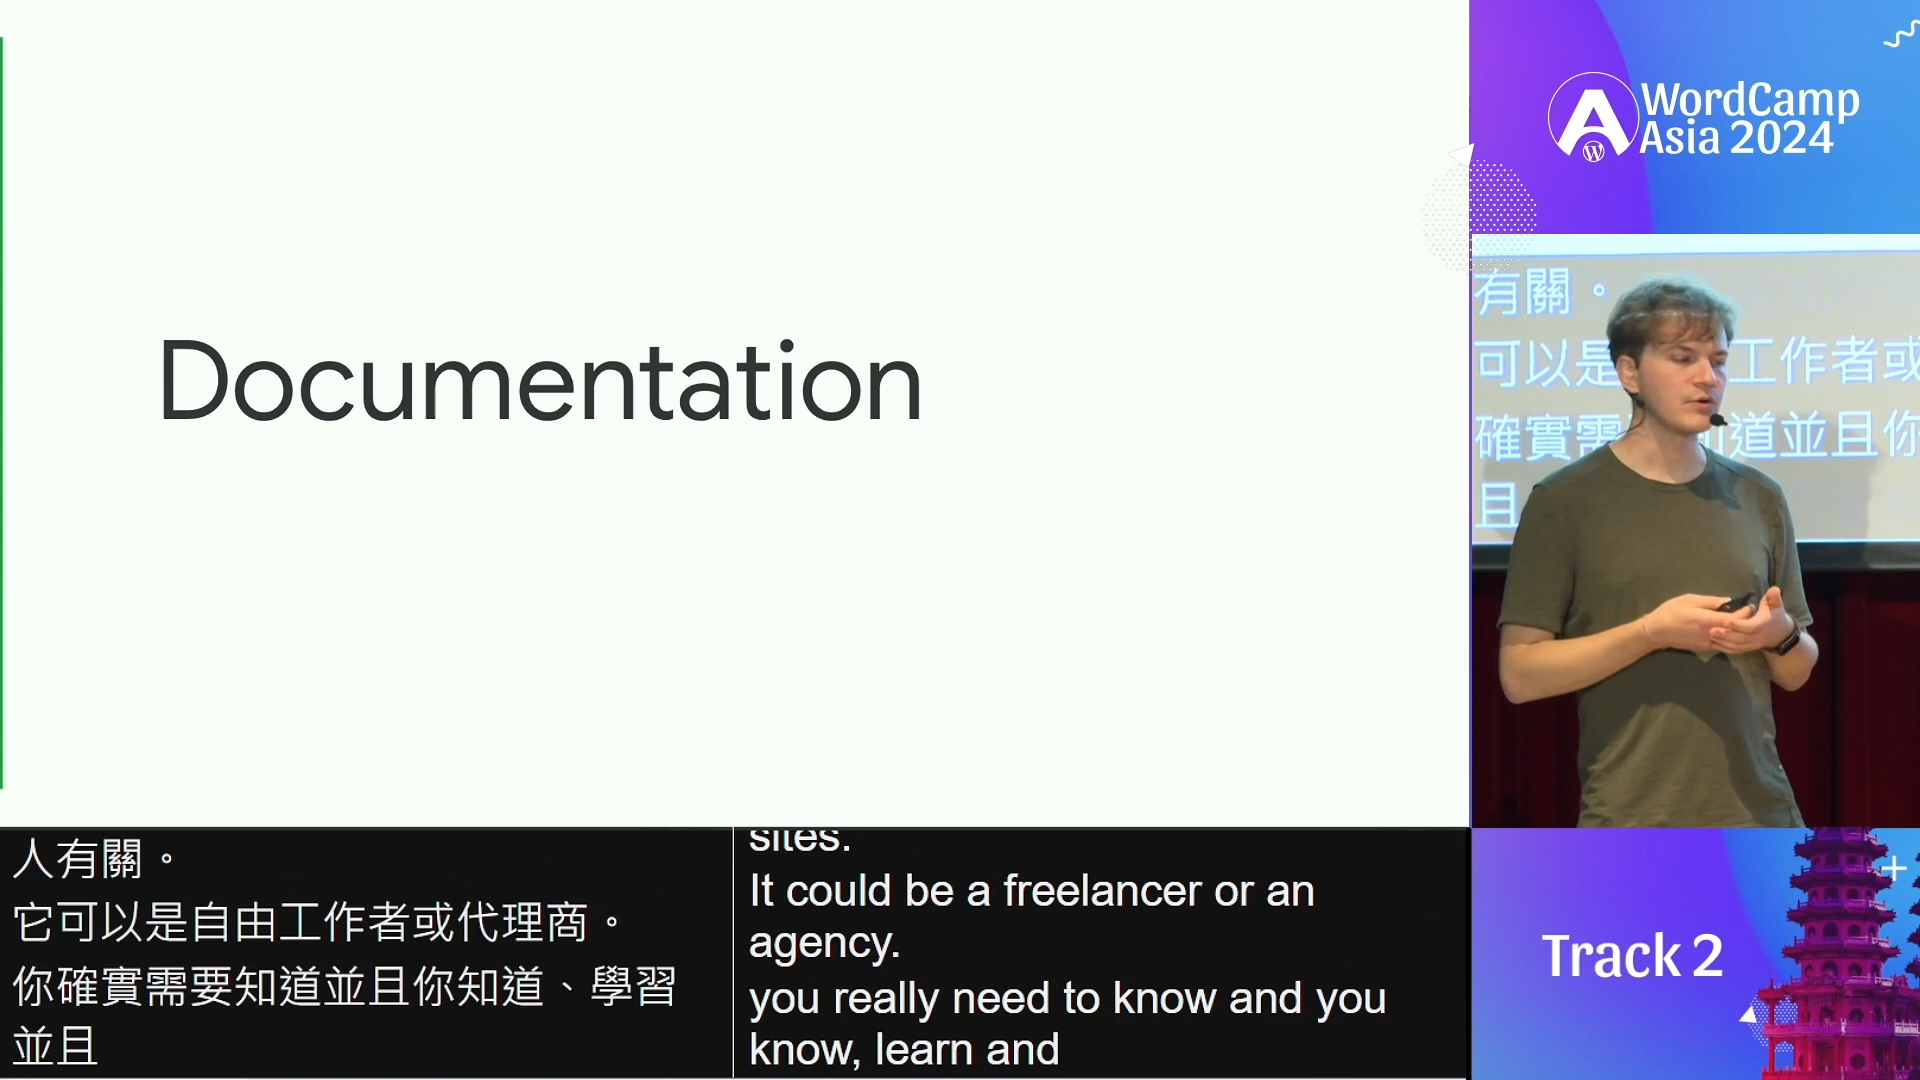 Documentation
WordCamp
Asia 2024
有關。
可以是
工作者或
確實需
知道並且你
且
人有關。
它可以是自由工作者或代理商。
你確實需要知道並且你知道、學習
並且
sites.
It could be a freelancer or an
agency.
you really need to know and you
know, learn and
Track 2